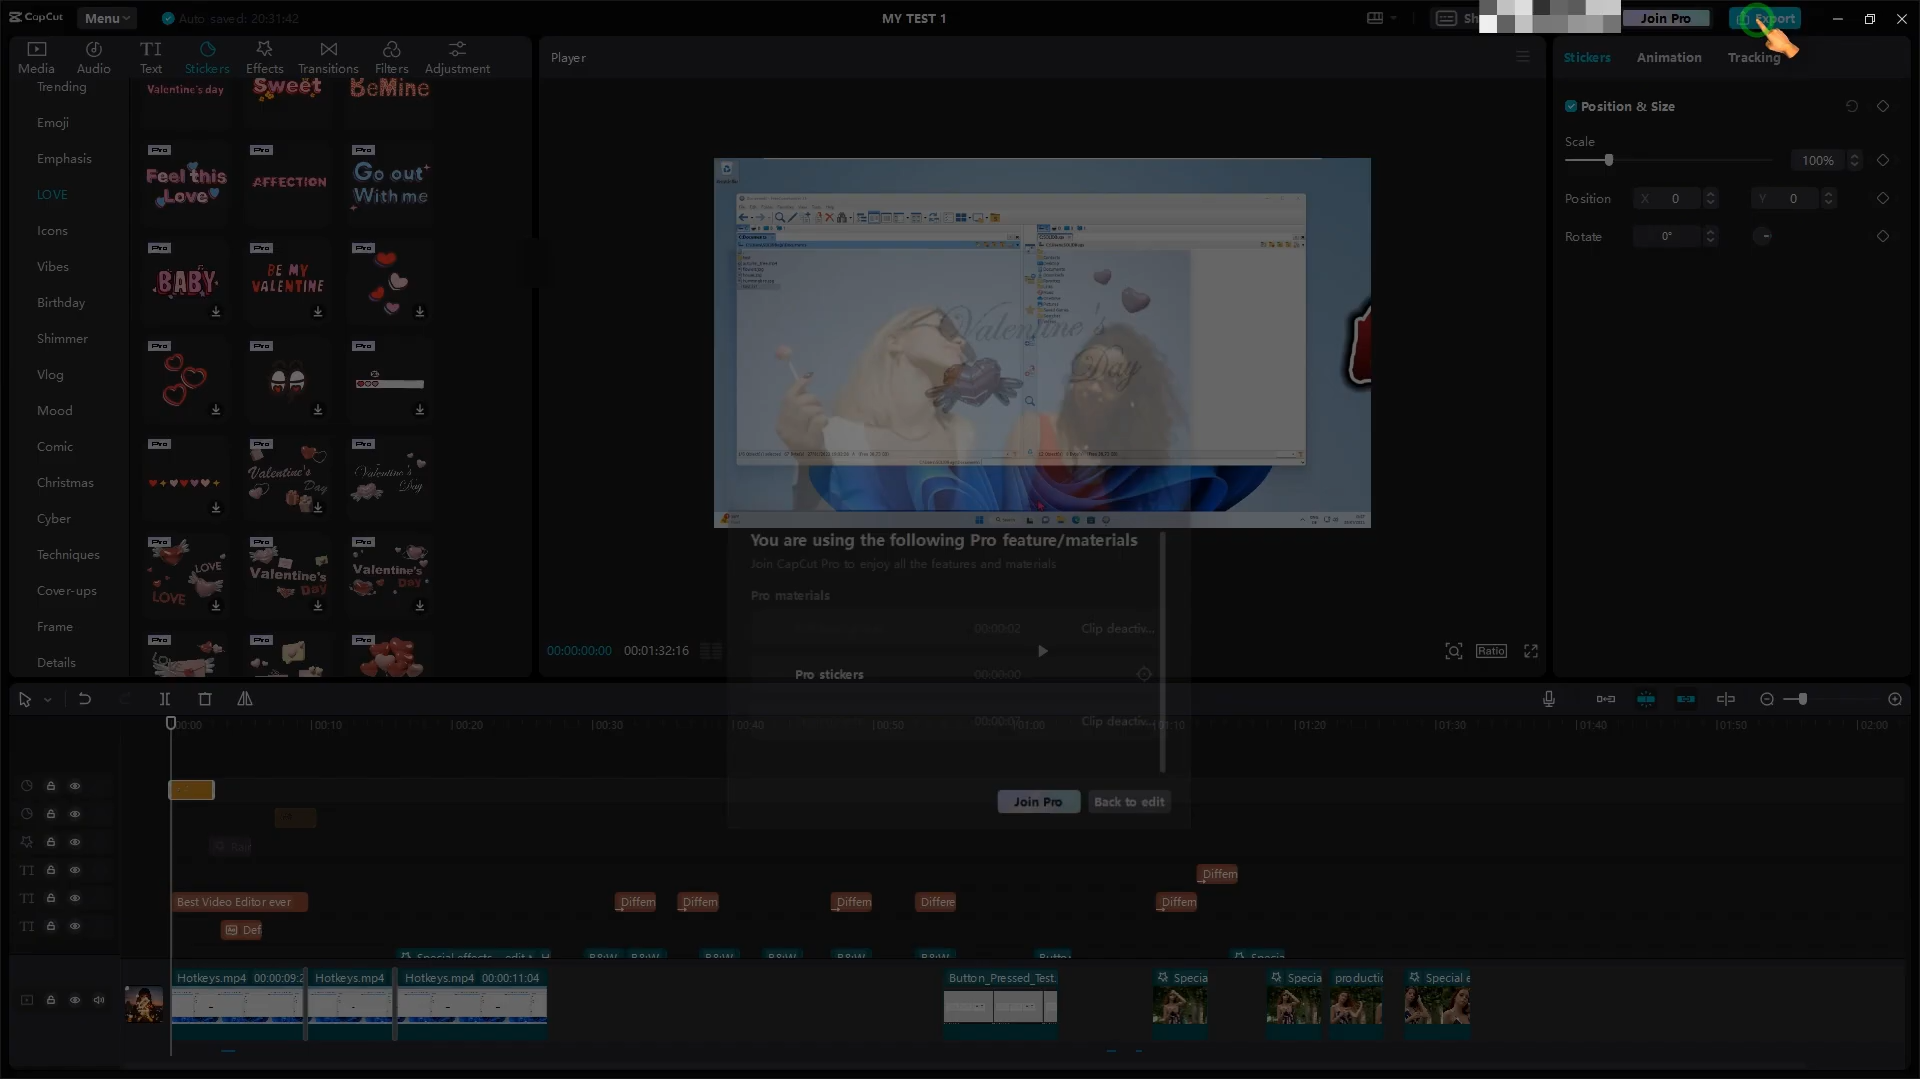 CapCut
Menu
Auto saved: 20:31:42
MY TEST 1
Sh
Join Pro
Export
Media
Audio
Text
Stickers
Effects
Transitions
Filters
Adjustment
Player
Stickers
Animation
Tracking
Trending
Emoji
Emphasis
LOVE
Icons
Vibes
Birthday
Shimmer
Vlog
Mood
Comic
Christmas
Cyber
Techniques
Cover-ups
Frame
Details
Valentine's day
Sweet
BeMine
Pro
Pro
Pro
Feel this Love
AFFECTION
Go out With me
Pro
Pro
Pro
BABY
BE MY VALENTINE
Pro
Pro
Pro
Pro
Pro
Pro
Valentine's Day
Valentine's Day
Pro
Pro
Pro
LOVE
LOVE
Valentine's Day
Valentine's Day
Pro
Pro
Pro
Valentine's
Day
Position & Size
Scale
100%
Position
X 0
Y 0
Rotate
0°
You are using the following Pro feature/materials
Join CapCut Pro to enjoy all the features and materials
Pro materials
00:00:02
Clip deactiv...
Pro stickers
00:00:00
00:00:02
Clip deactiv...
Join Pro
Back to edit
00:00:00:00
00:01:32:16
Ratio
00:00
00:10
00:20
00:30
00:40
00:50
01:00
01:10
01:20
01:30
01:40
01:50
02:00
Rair
Differn
Best Video Editor ever
Differn
Differn
Differn
Differe
Differn
Def
Special effects - edit
B&W
B&W
B&W
B&W
B&W
B&W
Butto
Specia
Hotkeys.mp4 00:00:09:2
Hotkeys.mp4
Hotkeys.mp4 00:00:11:04
Button_Pressed_Test.
Specia
Specia
productic
Special e